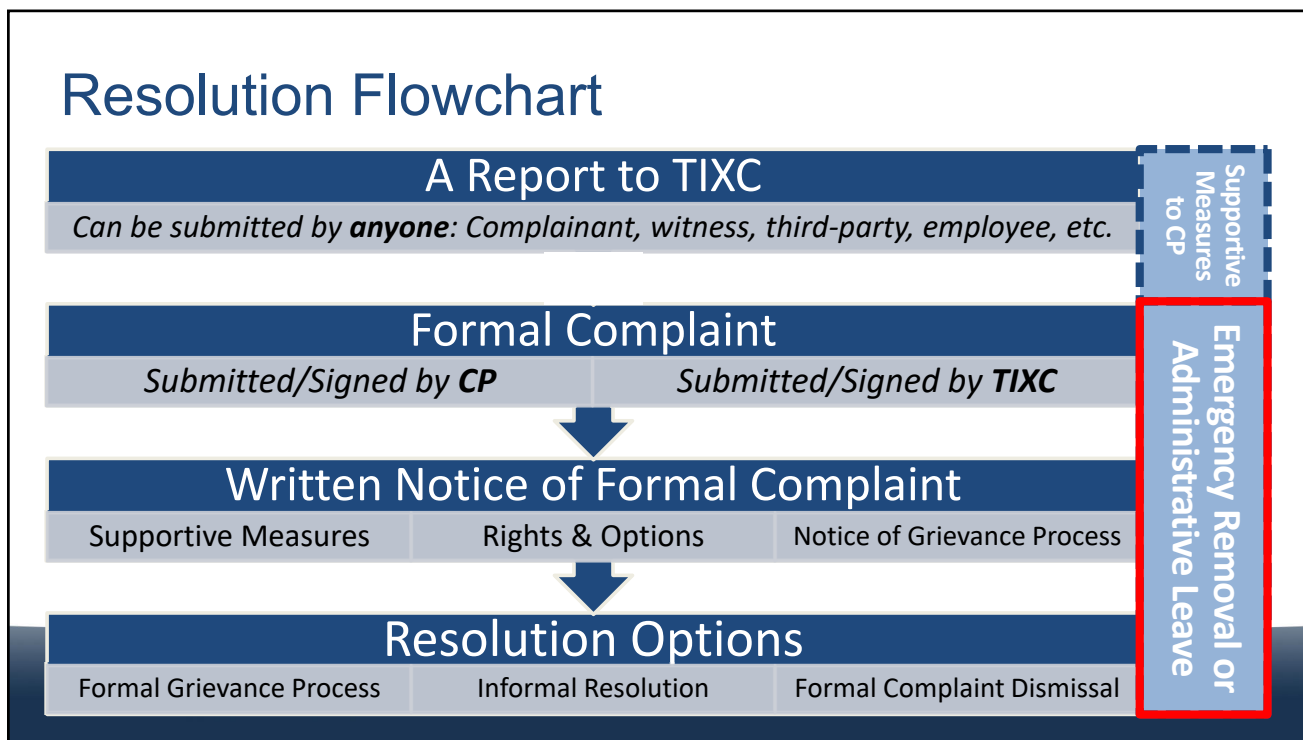 Resolution Flowchart
A Report to TIXC
Can be submitted by anyone: Complainant, witness, third-party, employee, etc.
Supportive
Measures
to CP
Formal Complaint
Submitted/Signed by CP
Submitted/Signed by TIXC
Written Notice of Formal Complaint
Supportive Measures
Rights & Options
Notice of Grievance Process
Resolution Options
Formal Grievance Process
Informal Resolution
Formal Complaint Dismissal
Emergency Removal or
Administrative Leave